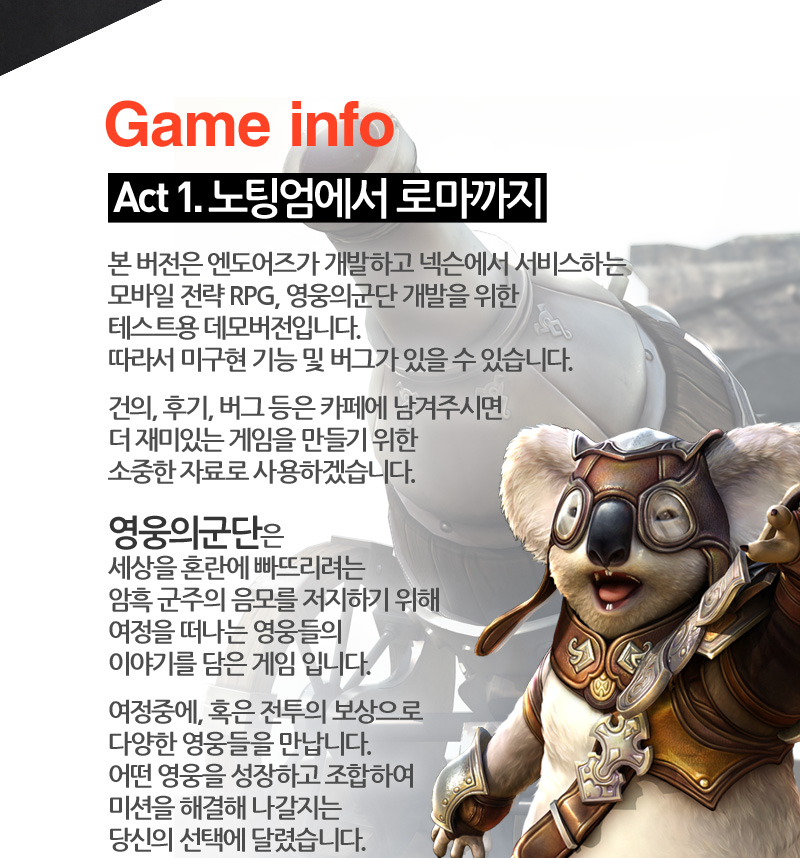 Game info
Act 1. 노팅엄에서 로마까지
본 버전은 엔도어즈가 개발하고 넥슨에서 서비스하는
모바일 전략 RPG, 영웅의군단 개발을 위한
테스트용 데모버전입니다.
따라서 미구현 기능 및 버그가 있을 수 있습니다.
건의, 후기, 버그 등은 카페에 남겨주시면
더 재미있는 게임을 만들기 위한
소중한 자료로 사용하겠습니다.
영웅의군단은
세상을 혼란에 빠뜨리려는
암흑 군주의 음모를 저지하기 위해
여정을 떠나는 영웅들의
이야기를 담은 게임 입니다.
여정중에, 혹은 전투의 보상으로
다양한 영웅들을 만납니다.
어떤 영웅을 성장하고 조합하여
미션을 해결해 나갈지는
당신의 선택에 달렸습니다.